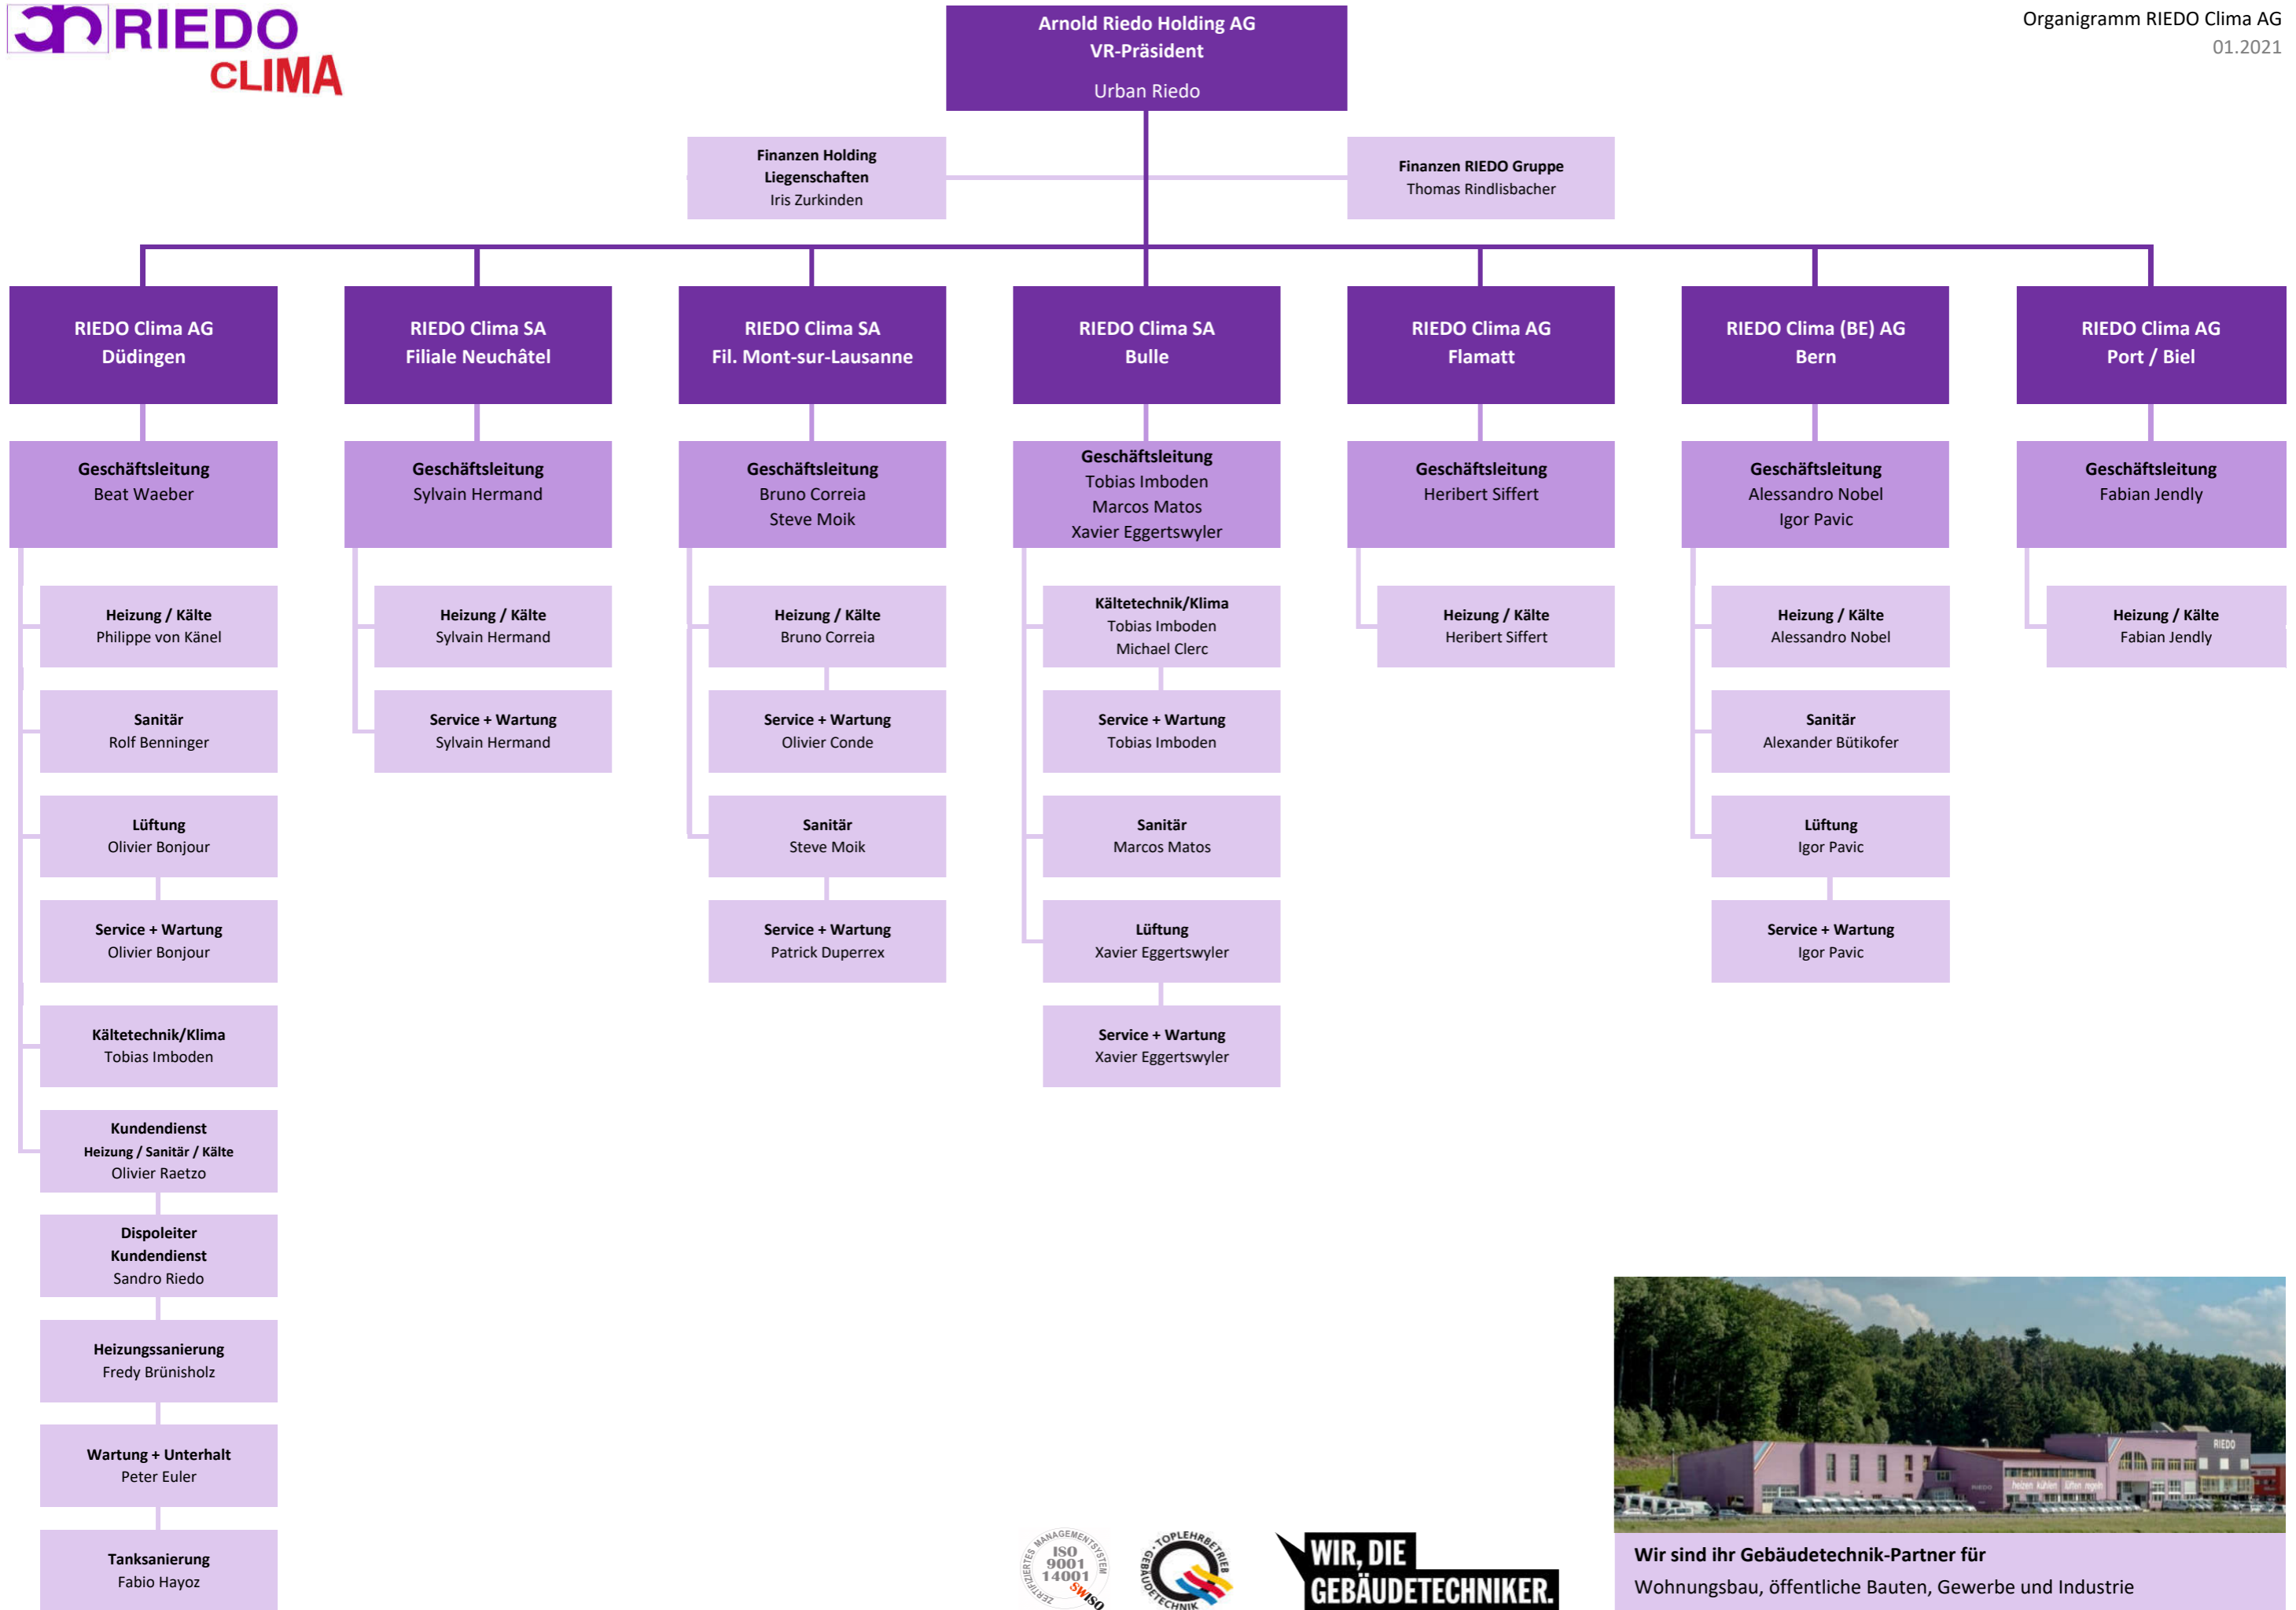 RIEDO
CLIMA
Arnold Riedo Holding AG
VR-Präsident
Urban Riedo
Organigramm RIEDO Clima AG
01.2021
Finanzen Holding
Liegenschaften
Iris Zurkinden
Finanzen RIEDO Gruppe
Thomas Rindlisbacher
RIEDO Clima AG
Düdingen
Geschäftsleitung
Beat Waeber
Heizung / Kälte
Philippe von Känel
Sanitär
Rolf Benninger
Lüftung
Olivier Bonjour
Service + Wartung
Olivier Bonjour
Kältetechnik/Klima
Tobias Imboden
Kundendienst
Heizung / Sanitär / Kälte
Olivier Raetzo
Dispoleiter
Kundendienst
Sandro Riedo
Heizungssanierung
Fredy Brünisholz
Wartung + Unterhalt
Peter Euler
Tanksanierung
Fabio Hayoz
RIEDO Clima SA
Filiale Neuchâtel
Geschäftsleitung
Sylvain Hermand
Heizung / Kälte
Sylvain Hermand
Service + Wartung
Sylvain Hermand
RIEDO Clima SA
Fil. Mont-sur-Lausanne
Geschäftsleitung
Bruno Correia
Steve Moik
Heizung / Kälte
Bruno Correia
Service + Wartung
Olivier Conde
Sanitär
Steve Moik
Service + Wartung
Patrick Duperrex
RIEDO Clima SA
Bulle
Geschäftsleitung
Tobias Imboden
Marcos Matos
Xavier Eggertswyler
Kältetechnik/Klima
Tobias Imboden
Michael Clerc
Service + Wartung
Tobias Imboden
Sanitär
Marcos Matos
Lüftung
Xavier Eggertswyler
Service + Wartung
Xavier Eggertswyler
RIEDO Clima AG
Flamatt
Geschäftsleitung
Heribert Siffert
Heizung / Kälte
Heribert Siffert
RIEDO Clima (BE) AG
Bern
Geschäftsleitung
Alessandro Nobel
Igor Pavic
Heizung / Kälte
Alessandro Nobel
Sanitär
Alexander Bütikofer
Lüftung
Igor Pavic
Service + Wartung
Igor Pavic
RIEDO Clima AG
Port / Biel
Geschäftsleitung
Fabian Jendly
Heizung / Kälte
Fabian Jendly
ZERTIFIZIERTES MANAGEMENTSYSTEM
ISO
9001
14001
SWISO
TOPLEHRBETRIEB
GEBÄUDETECHNIK
WIR, DIE
GEBÄUDETECHNIKER.
RIEDO
RIEDO
heizen kühlen lüften regeln
Wir sind ihr Gebäudetechnik-Partner für
Wohnungsbau, öffentliche Bauten, Gewerbe und Industrie